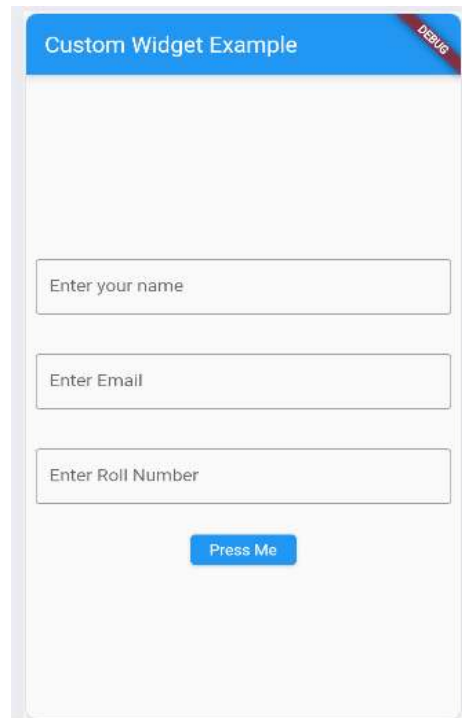 Custom Widget Example
DEBUG
Enter your name
Enter Email
Enter Roll Number
Press Me